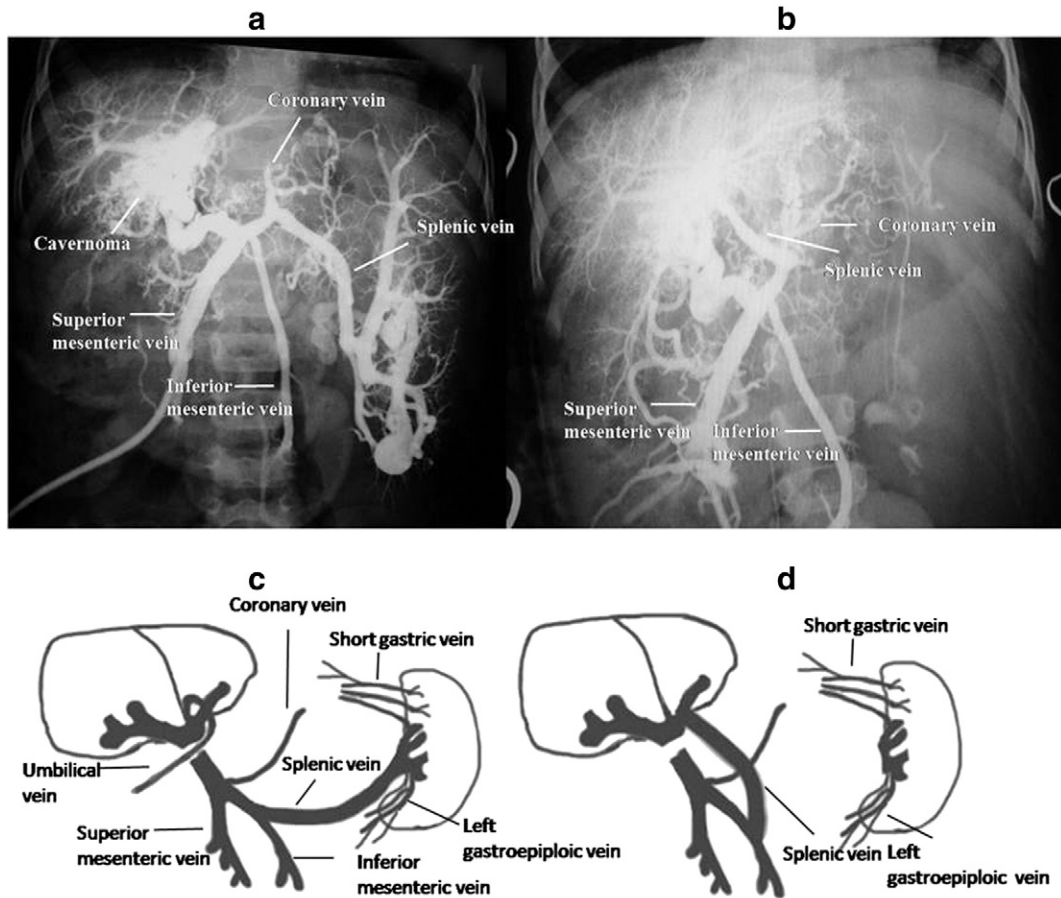 a
b
Coronary vein
Splenic vein
Cavernoma
Superior
mesenteric vein
Inferior
mesenteric vein
Coronary vein
Splenic vein
Superior
mesenteric vein
Inferior
mesenteric vein
c
d
Coronary vein
Short gastric vein
Splenic vein
Umbilical
vein
Superior
mesenteric vein
Inferior
mesenteric vein
Left
gastroepiploic vein
Short gastric vein
Splenic vein
Left
gastroepiploic vein